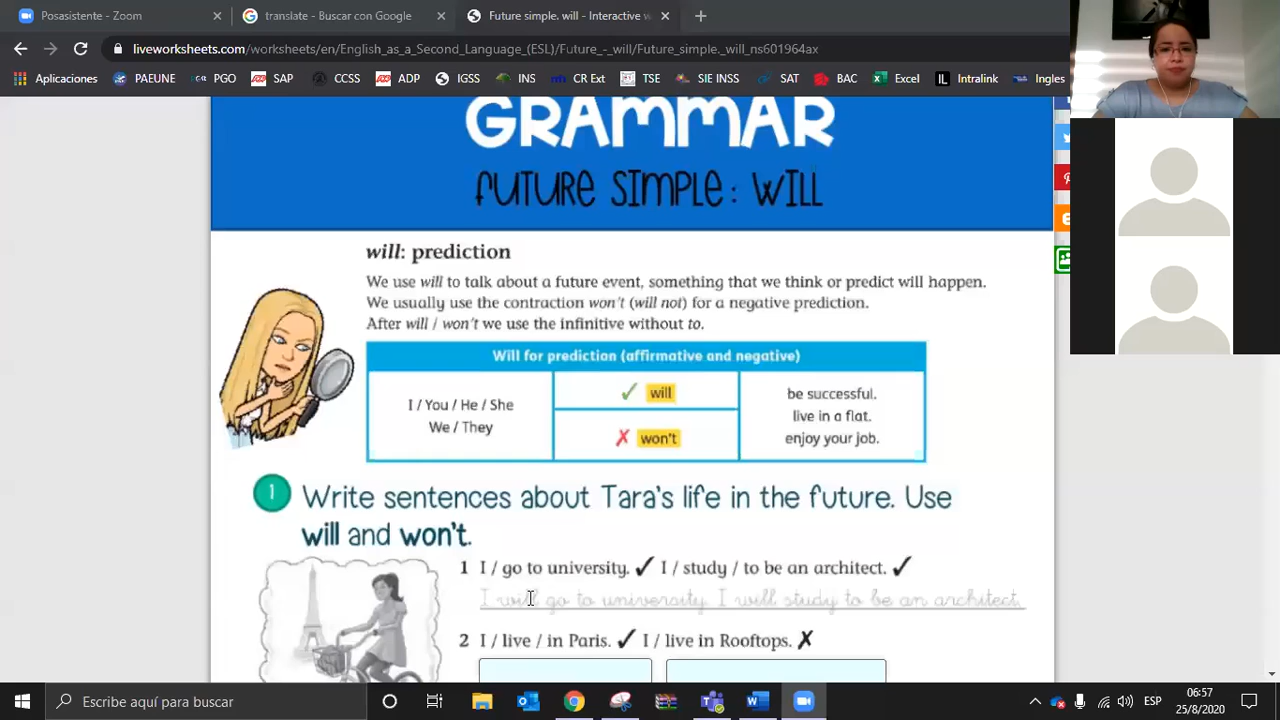 Posasistente - Zoom
translate - Buscar con Google
Future simple. will - Interactive w
liveworksheets.com/worksheets/en/English_as_a_Second_Language_(ESL)/Future_-_will/Future_simple._will_ns601964ax
Aplicaciones PAEUNE PGO SAP CCSS ADP IGSS INS CR Ext TSE SIE INSS SAT BAC Excel Intralink Ingles
GRAMMAR
FUTURE SIMPLE: WILL
will: prediction
We use will to talk about a future event, something that we think or predict will happen.
We usually use the contraction won't (will not) for a negative prediction.
After will / won't we use the infinitive without to.
Will for prediction (affirmative and negative)
I / You / He / She
We / They
✓ will
✗ won't
be successful.
live in a flat.
enjoy your job.
1 Write sentences about Tara's life in the future. Use
will and won't.
1 I / go to university. ✓ I / study / to be an architect. ✓
I will go to university. I will study to be an architect.
2 I / live / in Paris. ✓ I / live in Rooftops. ✗
Escribe aquí para buscar
ESP
06:57
25/8/2020